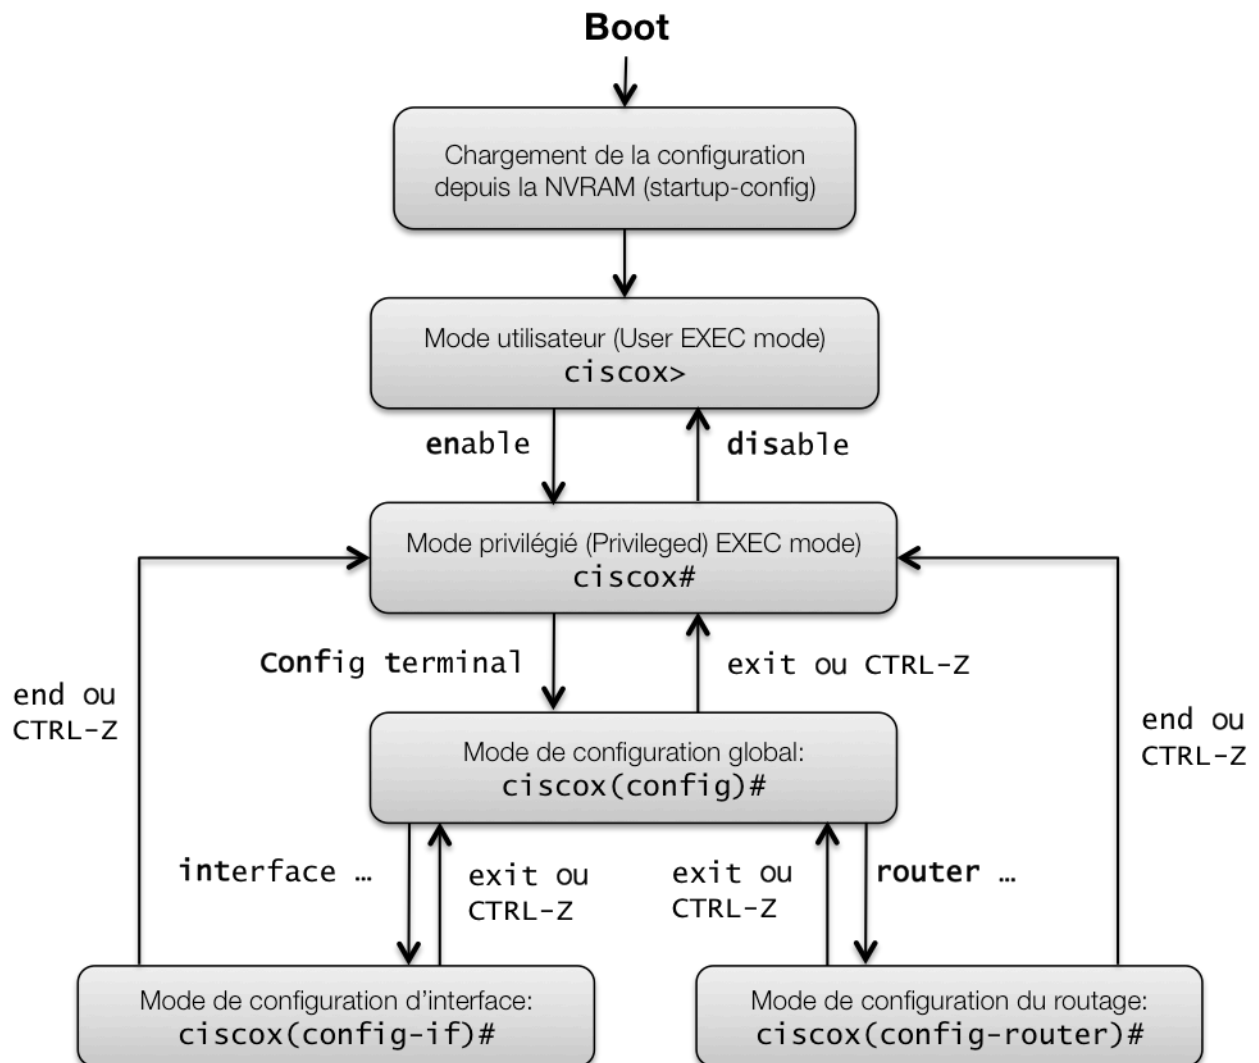 Boot
Chargement de la configuration
depuis la NVRAM (startup-config)
Mode utilisateur (User EXEC mode)
ciscox>
enable
disable
Mode privilégié (Privileged) EXEC mode)
ciscox#
Config terminal
exit ou CTRL-Z
end ou
CTRL-Z
end ou
CTRL-Z
Mode de configuration global:
ciscox(config)#
interface …
exit ou
CTRL-Z
exit ou
CTRL-Z
router …
Mode de configuration d'interface:
ciscox(config-if)#
Mode de configuration du routage:
ciscox(config-router)#